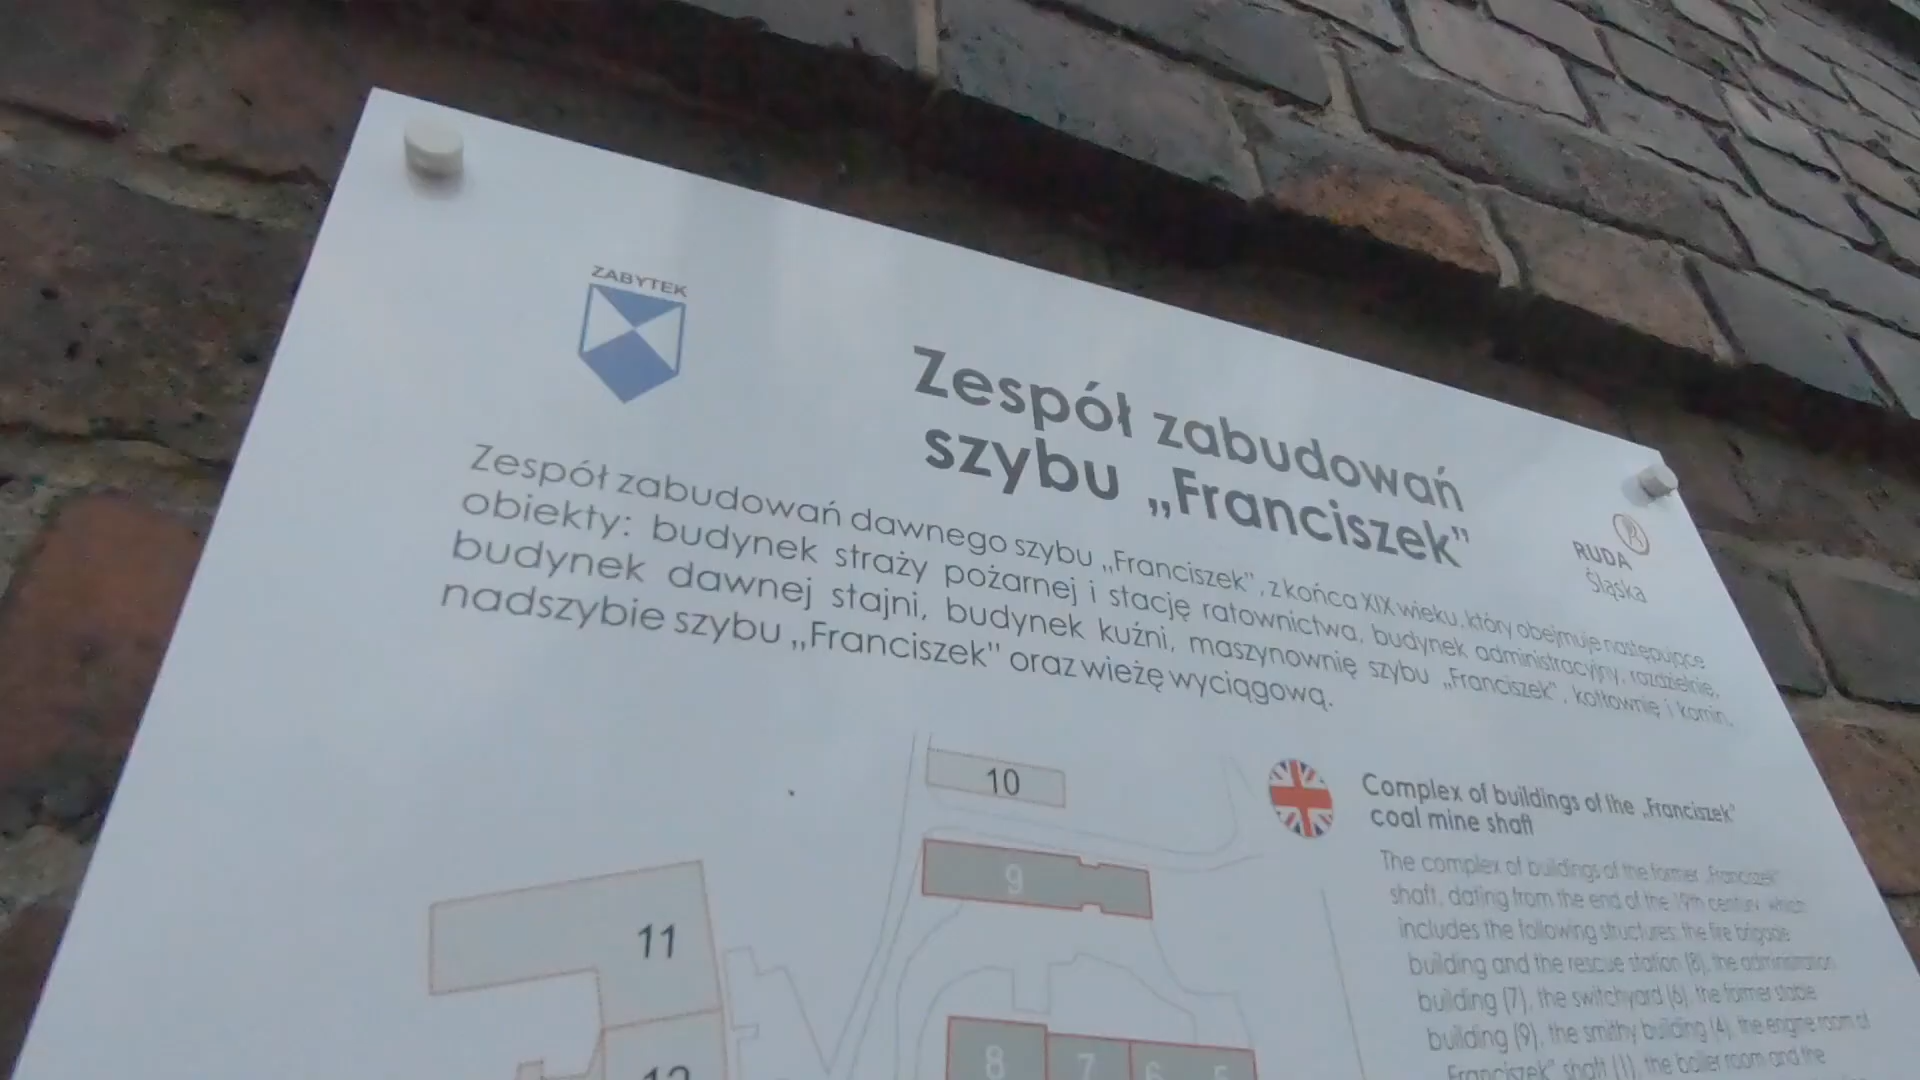 ZABYTEK
Zespół zabudowań
szybu „Franciszek”
RUDA
Śląska
Zespół zabudowań dawnego szybu „Franciszek”, z końca XIX wieku, który obejmuje następujące
obiekty: budynek straży pożarnej i stację ratownictwa, budynek administracyjny, rozdzielnię,
budynek dawnej stajni, budynek kuźni, maszynownię szybu „Franciszek”, kotłownię i komin,
nadszybie szybu „Franciszek” oraz wieżę wyciągową.
10
9
11
12
8
7
6
5
Complex of buildings of the „Franciszek”
coal mine shaft
The complex of buildings of the former „Franciszek”
shaft, dating from the end of the 19th century, which
includes the following structures: the fire brigade
building and the rescue station (8), the administration
building (7), the switchyard (6), the former stable
building (9), the smithy building (4), the engine room of
„Franciszek” shaft (1), the boiler room and the